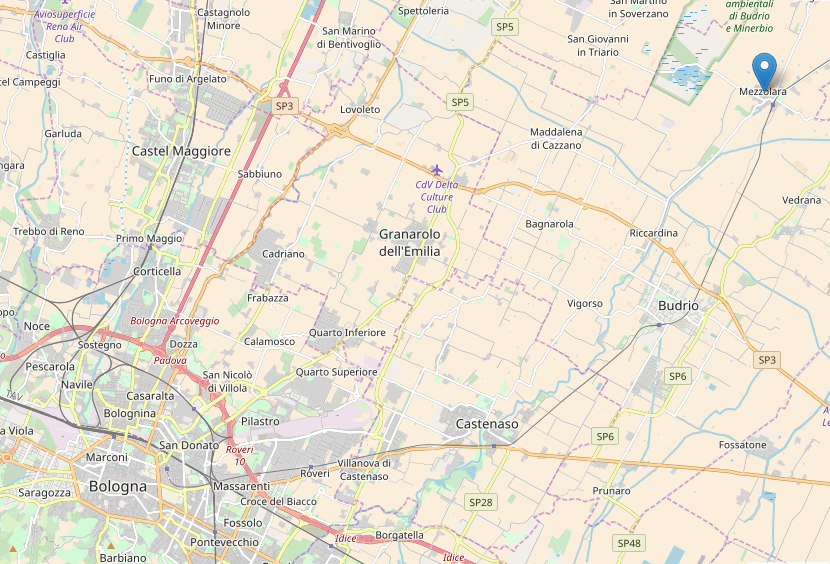 Aviosuperficie
Reno Air
Club
Castagnolo
Minore
Spettoleria
San Martino
in Soverzano
ambientali
di Budrio
e Minerbio
SP5
San Marino
di Bentivoglio
San Giovanni
in Triario
Castiglia
Funo di Argelato
Campeggi
Mezzolara
SP3
Lovoleto
SP5
Garluda
Maddalena
di Cazzano
Castel Maggiore
Sabbiuno
CdV Delta
Culture
Club
Vedrana
Trebbo di Reno
Primo Maggio
Granarolo
dell'Emilia
Bagnarola
Riccardina
Cadriano
Corticella
Frabazza
Vigorso
Budrio
Bologna Arcoveggio
Noce
Sostegno
Dozza
Calamosco
Quarto Inferiore
Padova
SP3
Pescarola
Navile
San Nicolò
di Villola
Quarto Superiore
SP6
TAV
Casaralta
Bolognina
Pilastro
Castenaso
a Viola
San Donato
Roveri
10
SP6
Fossatone
Marconi
Villanova di
Castenaso
Roveri
Saragozza
Bologna
Massarenti
Prunaro
Croce del Biacco
SP28
Fossolo
Pontevecchio
Idice
Borgatella
SP48
Barbiano
Idice